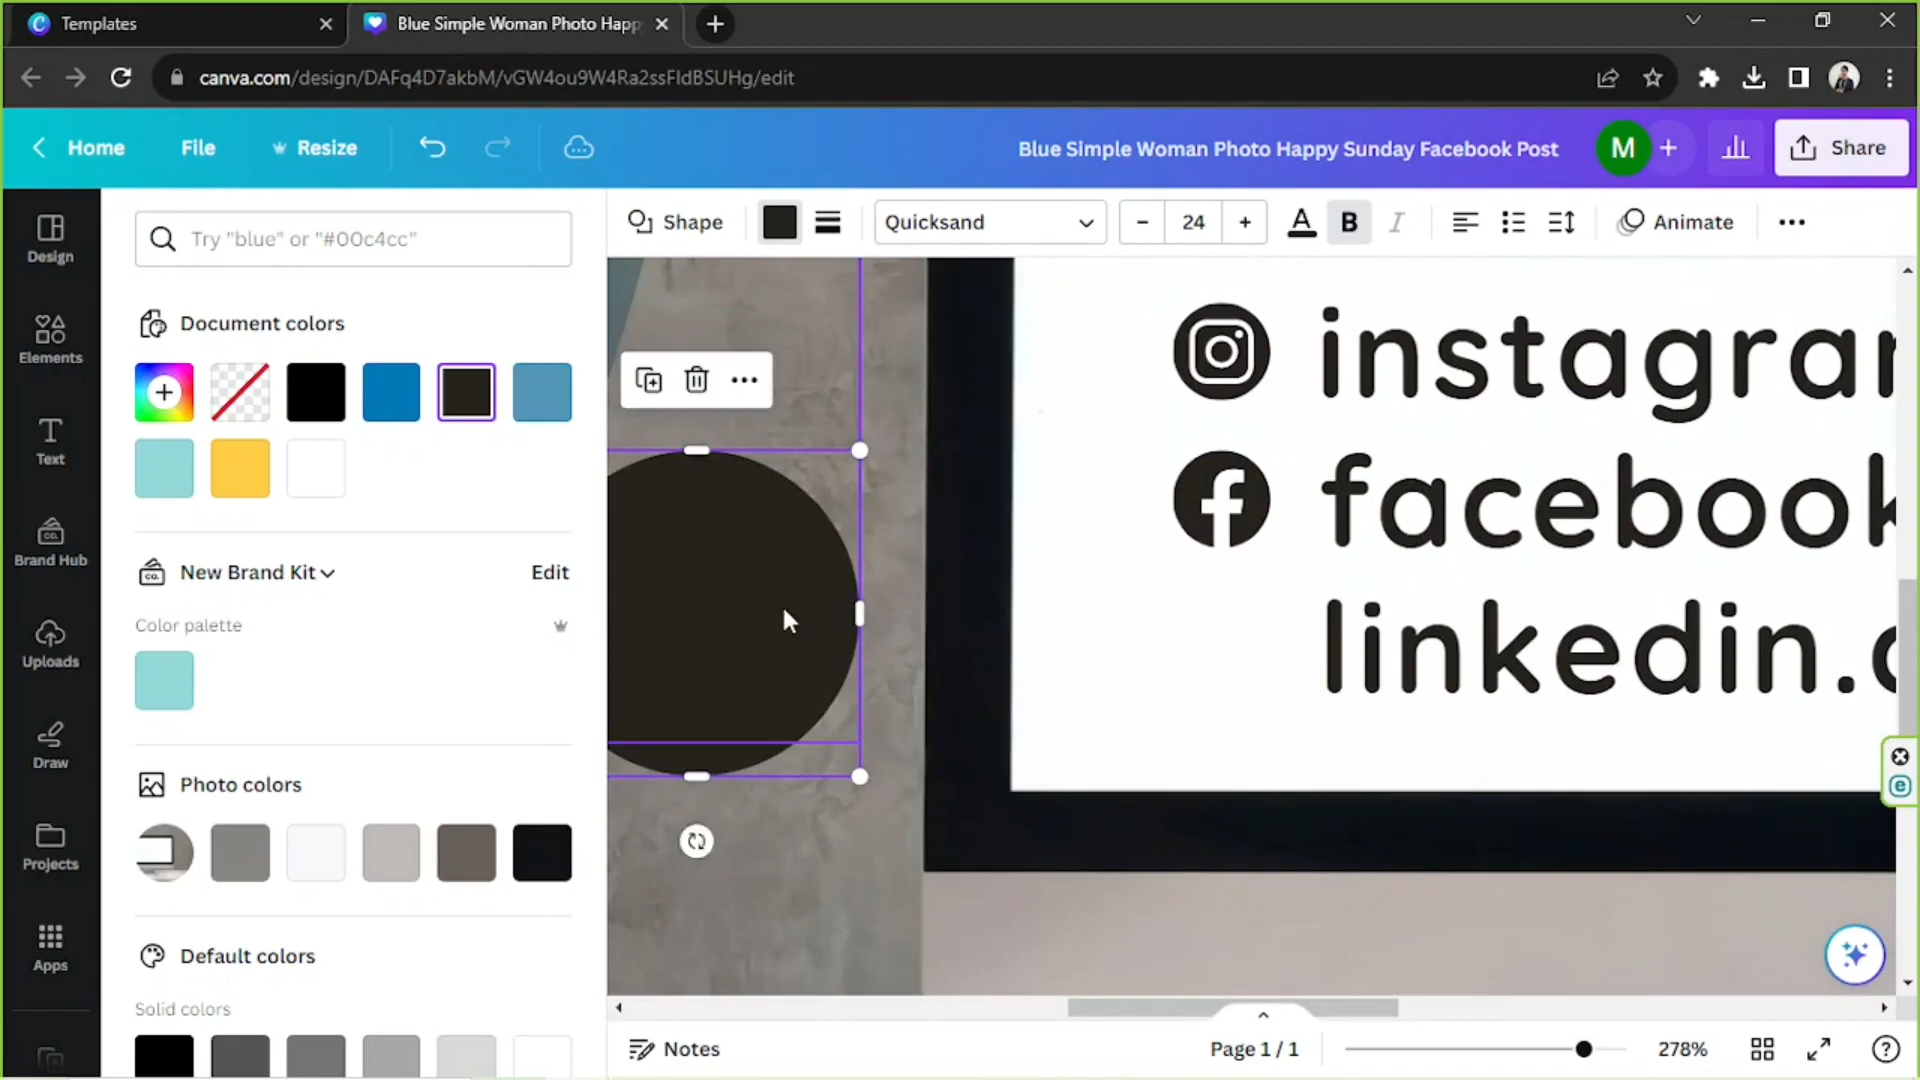 Templates
Blue Simple Woman Photo Happ
canva.com/design/DAFq4D7akbM/vGW4ou9W4Ra2ssFIdBSUHg/edit
Home File Resize
Blue Simple Woman Photo Happy Sunday Facebook Post
M
Share
Design
Elements
Text
Brand Hub
Uploads
Draw
Projects
Apps
Try "blue" or "#00c4cc"
Document colors
New Brand Kit
Edit
Color palette
Photo colors
Default colors
Solid colors
Shape
Quicksand
- 24 +
A B I
Animate
instagra
facebook
linkedin.
Notes
Page 1 / 1
278%